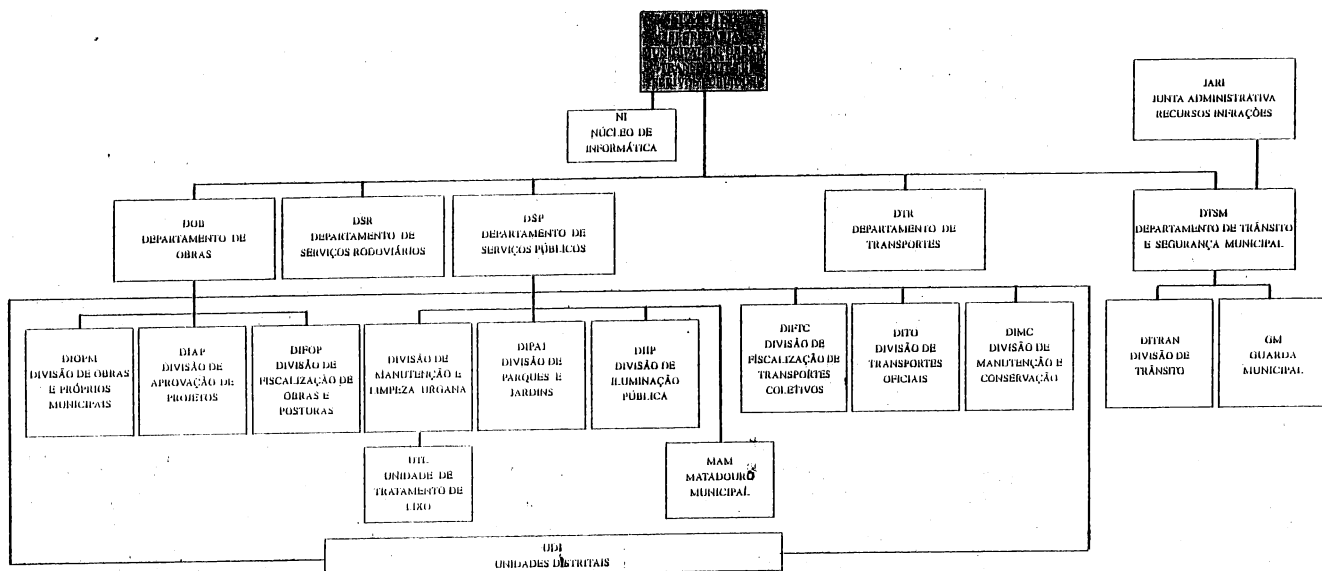 MUNICIPAL DE OBRAS
JARI
JUNTA ADMINISTRATIVA
RECURSOS INFRAÇÕES
NI
NÚCLEO DE
INFORMÁTICA
DOB
DEPARTAMENTO DE
OBRAS
DSR
DEPARTAMENTO DE
SERVIÇOS RODOVIÁRIOS
DSP
DEPARTAMENTO DE
SERVIÇOS PÚBLICOS
DTR
DEPARTAMENTO DE
TRANSPORTES
DTSM
DEPARTAMENTO DE TRÂNSITO
E SEGURANÇA MUNICIPAL
DIOPM
DIVISÃO DE OBRAS
E PRÓPRIOS
MUNICIPAIS
DIAP
DIVISÃO DE
APROVAÇÃO DE
PROJETOS
DIFOP
DIVISÃO DE
FISCALIZAÇÃO DE
OBRAS E
POSTURAS
DIVISÃO DE
MANUTENÇÃO E
LIMPEZA URGANA
DIPAJ
DIVISÃO DE
PARQUES E
JARDINS
DIIP
DIVISÃO DE
ILUMINAÇÃO
PÚBLICA
DIFTC
DIVISÃO DE
FISCALIZAÇÃO DE
TRANSPORTES
COLETIVOS
DITO
DIVISÃO DE
TRANSPORTES
OFICIAIS
DIMC
DIVISÃO DE
MANUTENÇÃO E
CONSERVAÇÃO
DITRAN
DIVISÃO DE
TRÂNSITO
GM
GUARDA
MUNICIPAL
UTL
UNIDADE DE
TRATAMENTO DE
LIXO
MAM
MATADOURO
MUNICIPAL
UDI
UNIDADES DISTRITAIS